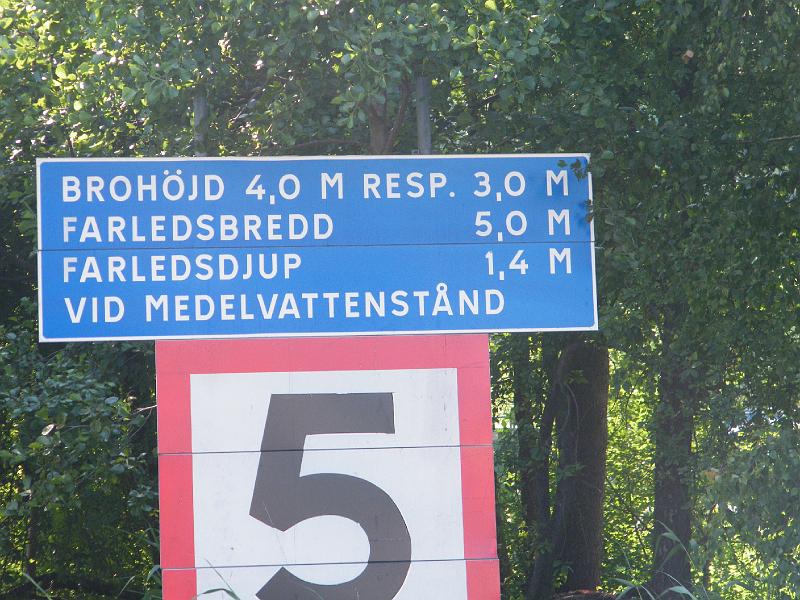 BROHÖJD 4,0 M RESP. 3,0 M
FARLEDSBREDD 5,0 M
FARLEDSDJUP 1,4 M
VID MEDELVATTENSTÅND
5